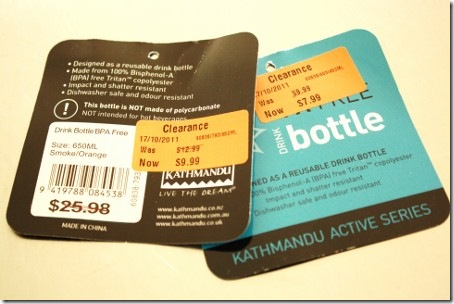 • Designed as a reusable drink bottle
• Made from 100% Bisphenol-A
(BPA) free Tritan™ copolyester
• Impact and shatter resistant
• Dishwasher safe and odour resistant
! This bottle is NOT made of polycarbonate
NOT intended for hot beverages
Drink Bottle BPA Free
Size: 650ML
Smoke/Orange
9 419788 084538
$25.98
MADE IN CHINA
Clearance
17/10/2011
Was $12.99
Now $9.99
KATHMANDU
LIVE THE DREAM
www.kathmandu.co.nz
www.kathmandu.com.au
www.kathmandu.co.uk
Clearance
17/10/2011
Was $9.99
Now $7.99
FREE
DRINK
bottle
NED AS A REUSABLE DRINK BOTTLE
100% Bisphenol-A (BPA) free Tritan™ copolyester
Impact and shatter resistant
Dishwasher safe and odour resistant
KATHMANDU ACTIVE SERIES